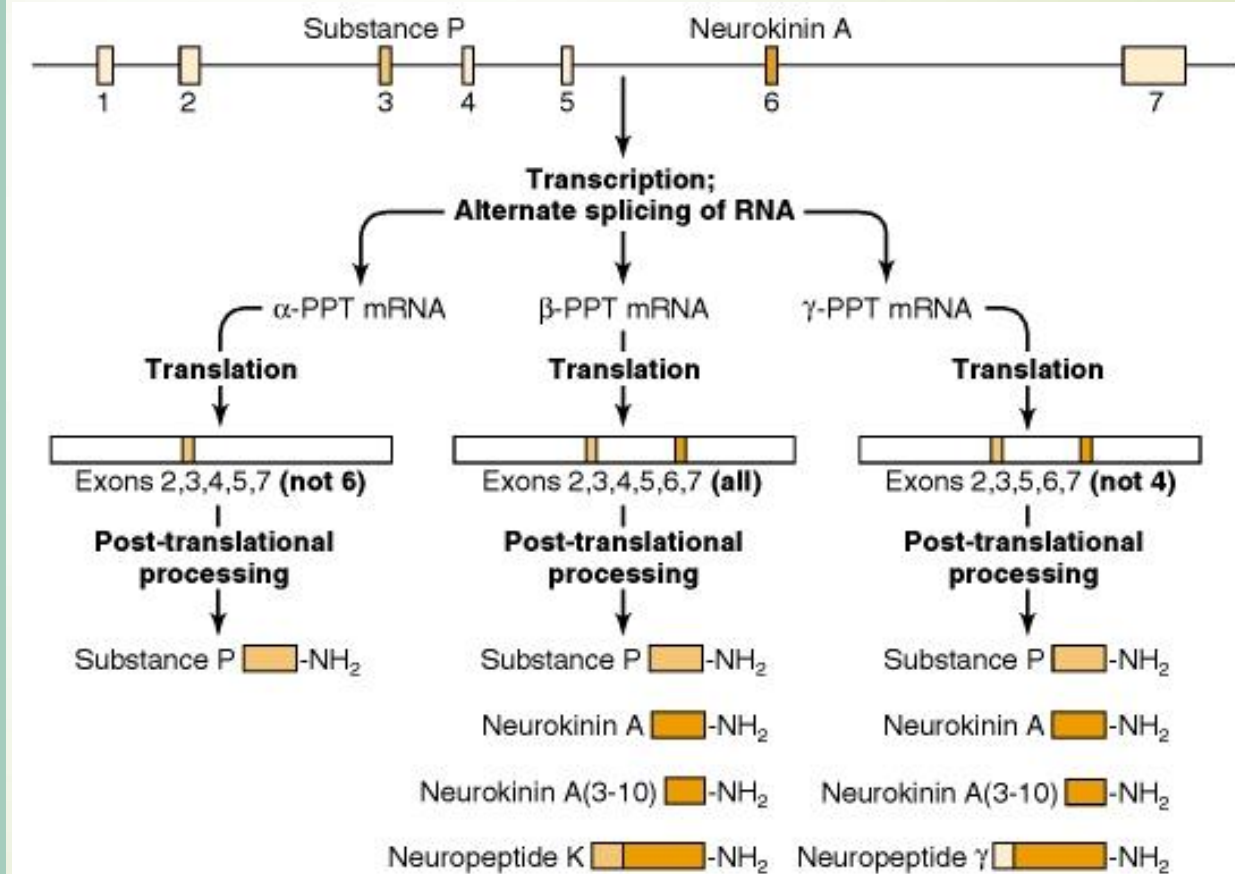 Substance P Neurokinin A
1 2 3 4 5 6 7
Transcription;
Alternate splicing of RNA
α-PPT mRNA β-PPT mRNA γ-PPT mRNA
Translation Translation Translation
Exons 2,3,4,5,7 (not 6) Exons 2,3,4,5,6,7 (all) Exons 2,3,5,6,7 (not 4)
Post-translational Post-translational Post-translational
processing processing processing
Substance P -NH₂ Substance P -NH₂ Substance P -NH₂
Neurokinin A -NH₂ Neurokinin A -NH₂
Neurokinin A(3-10) -NH₂ Neurokinin A(3-10) -NH₂
Neuropeptide K -NH₂ Neuropeptide γ -NH₂